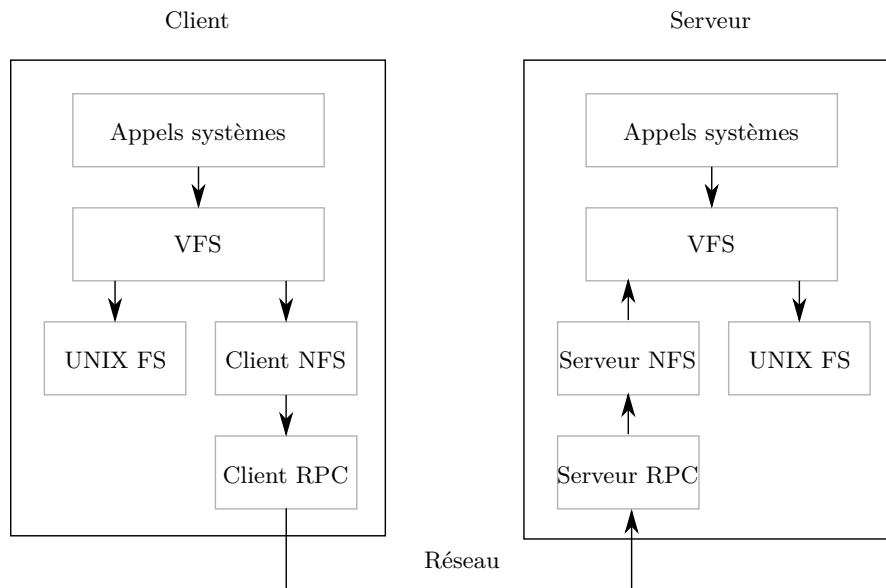 Client
Serveur
Appels systèmes
Appels systèmes
VFS
VFS
UNIX FS
Client NFS
Serveur NFS
UNIX FS
Client RPC
Serveur RPC
Réseau